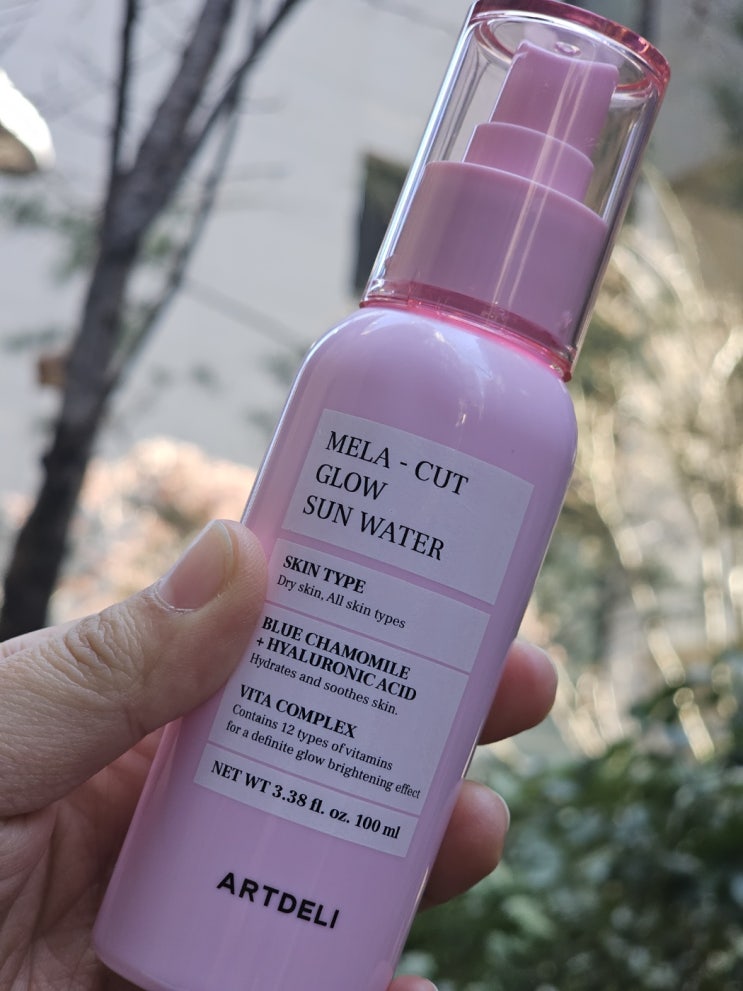 MELA - CUT
GLOW
SUN WATER
SKIN TYPE
Dry skin, All skin types
BLUE CHAMOMILE
+ HYALURONIC ACID
Hydrates and soothes skin.
VITA COMPLEX
Contains 12 types of vitamins
for a definite glow brightening effect
NET WT 3.38 fl. oz. 100 ml
ARTDELI